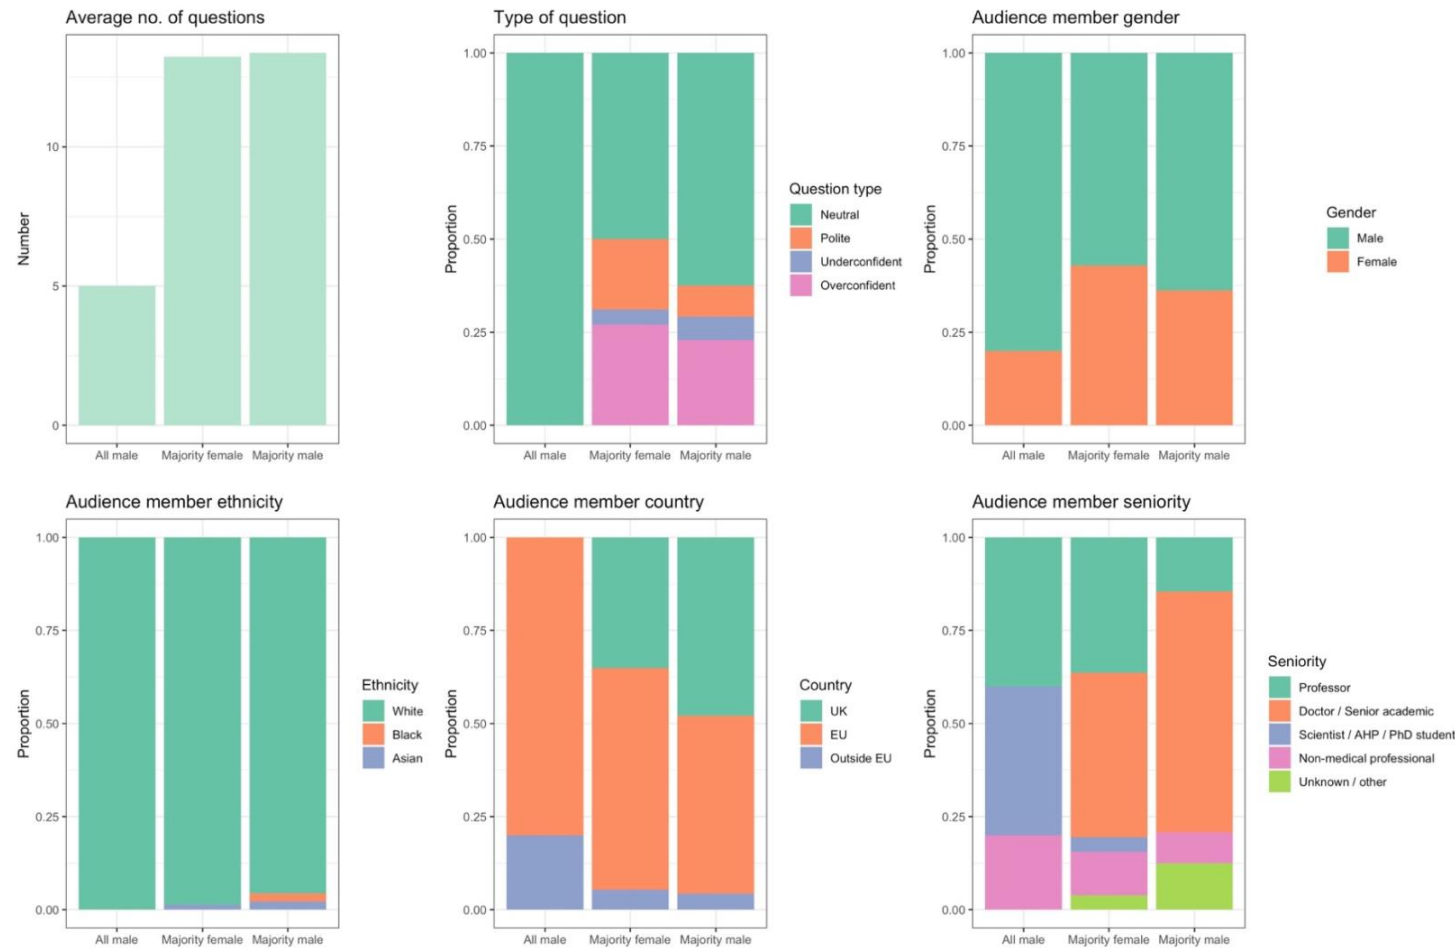 Average no. of questions
Number
10
5
0
All male Majority female Majority male
Type of question
Proportion
1.00
0.75
0.50
0.25
0.00
All male Majority female Majority male
Question type
Neutral
Polite
Underconfident
Overconfident
Audience member gender
Proportion
1.00
0.75
0.50
0.25
0.00
All male Majority female Majority male
Gender
Male
Female
Audience member ethnicity
Proportion
1.00
0.75
0.50
0.25
0.00
All male Majority female Majority male
Ethnicity
White
Black
Asian
Audience member country
Proportion
1.00
0.75
0.50
0.25
0.00
All male Majority female Majority male
Country
UK
EU
Outside EU
Audience member seniority
Proportion
1.00
0.75
0.50
0.25
0.00
All male Majority female Majority male
Seniority
Professor
Doctor / Senior academic
Scientist / AHP / PhD student
Non-medical professional
Unknown / other